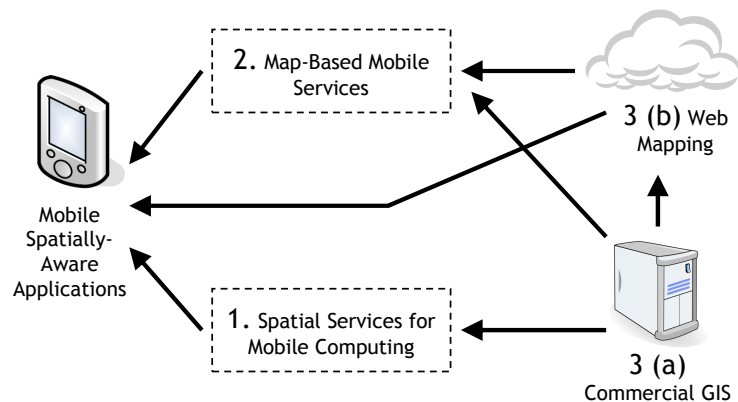 2. Map-Based Mobile
Services
3 (b) Web
Mapping
Mobile
Spatially-
Aware
Applications
1. Spatial Services for
Mobile Computing
3 (a)
Commercial GIS